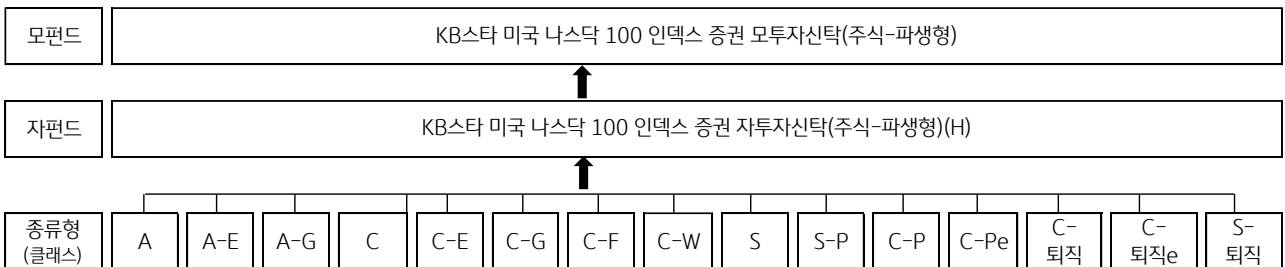 모펀드
KB스타 미국 나스닥 100 인덱스 증권 모투자신탁(주식-파생형)
자펀드
KB스타 미국 나스닥 100 인덱스 증권 자투자신탁(주식-파생형)(H)
종류형
(클래스)
A
A-E
A-G
C
C-E
C-G
C-F
C-W
S
S-P
C-P
C-Pe
C-
퇴직
C-
퇴직e
S-
퇴직